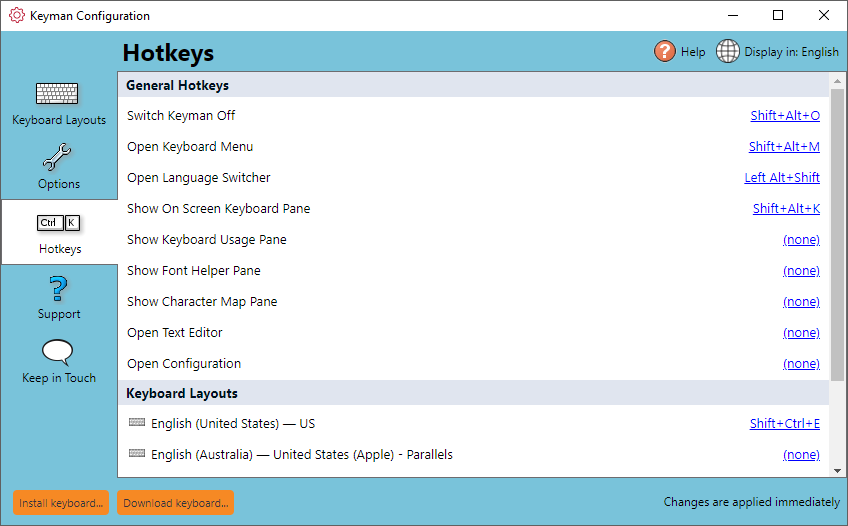 Keyman Configuration
Hotkeys
Help
Display in: English
Keyboard Layouts
Options
Ctrl K
Hotkeys
Support
Keep in Touch
General Hotkeys
Switch Keyman Off Shift+Alt+O
Open Keyboard Menu Shift+Alt+M
Open Language Switcher Left Alt+Shift
Show On Screen Keyboard Pane Shift+Alt+K
Show Keyboard Usage Pane (none)
Show Font Helper Pane (none)
Show Character Map Pane (none)
Open Text Editor (none)
Open Configuration (none)
Keyboard Layouts
English (United States) — US Shift+Ctrl+E
English (Australia) — United States (Apple) - Parallels (none)
Install keyboard...
Download keyboard...
Changes are applied immediately